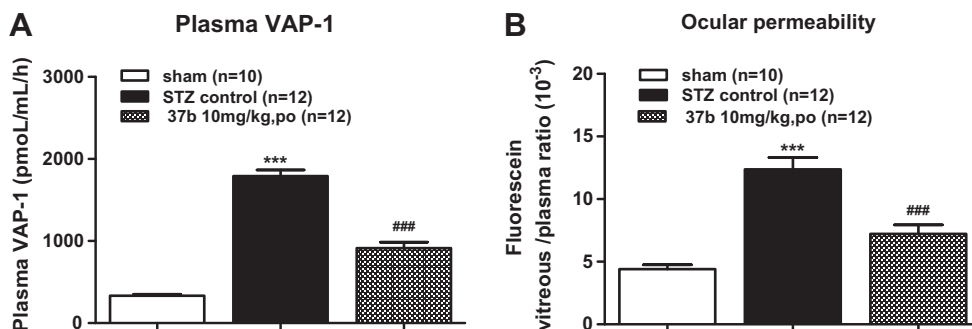 A
Plasma VAP-1
Plasma VAP-1 (pmoL/mL/h)
3000
2000
1000
0
sham (n=10)
STZ control (n=12)
37b 10mg/kg,po (n=12)
***
###
B
Ocular permeability
Fluorescein
vitreous /plasma ratio (10-3)
20
15
10
5
0
sham (n=10)
STZ control (n=12)
37b 10mg/kg,po (n=12)
***
###